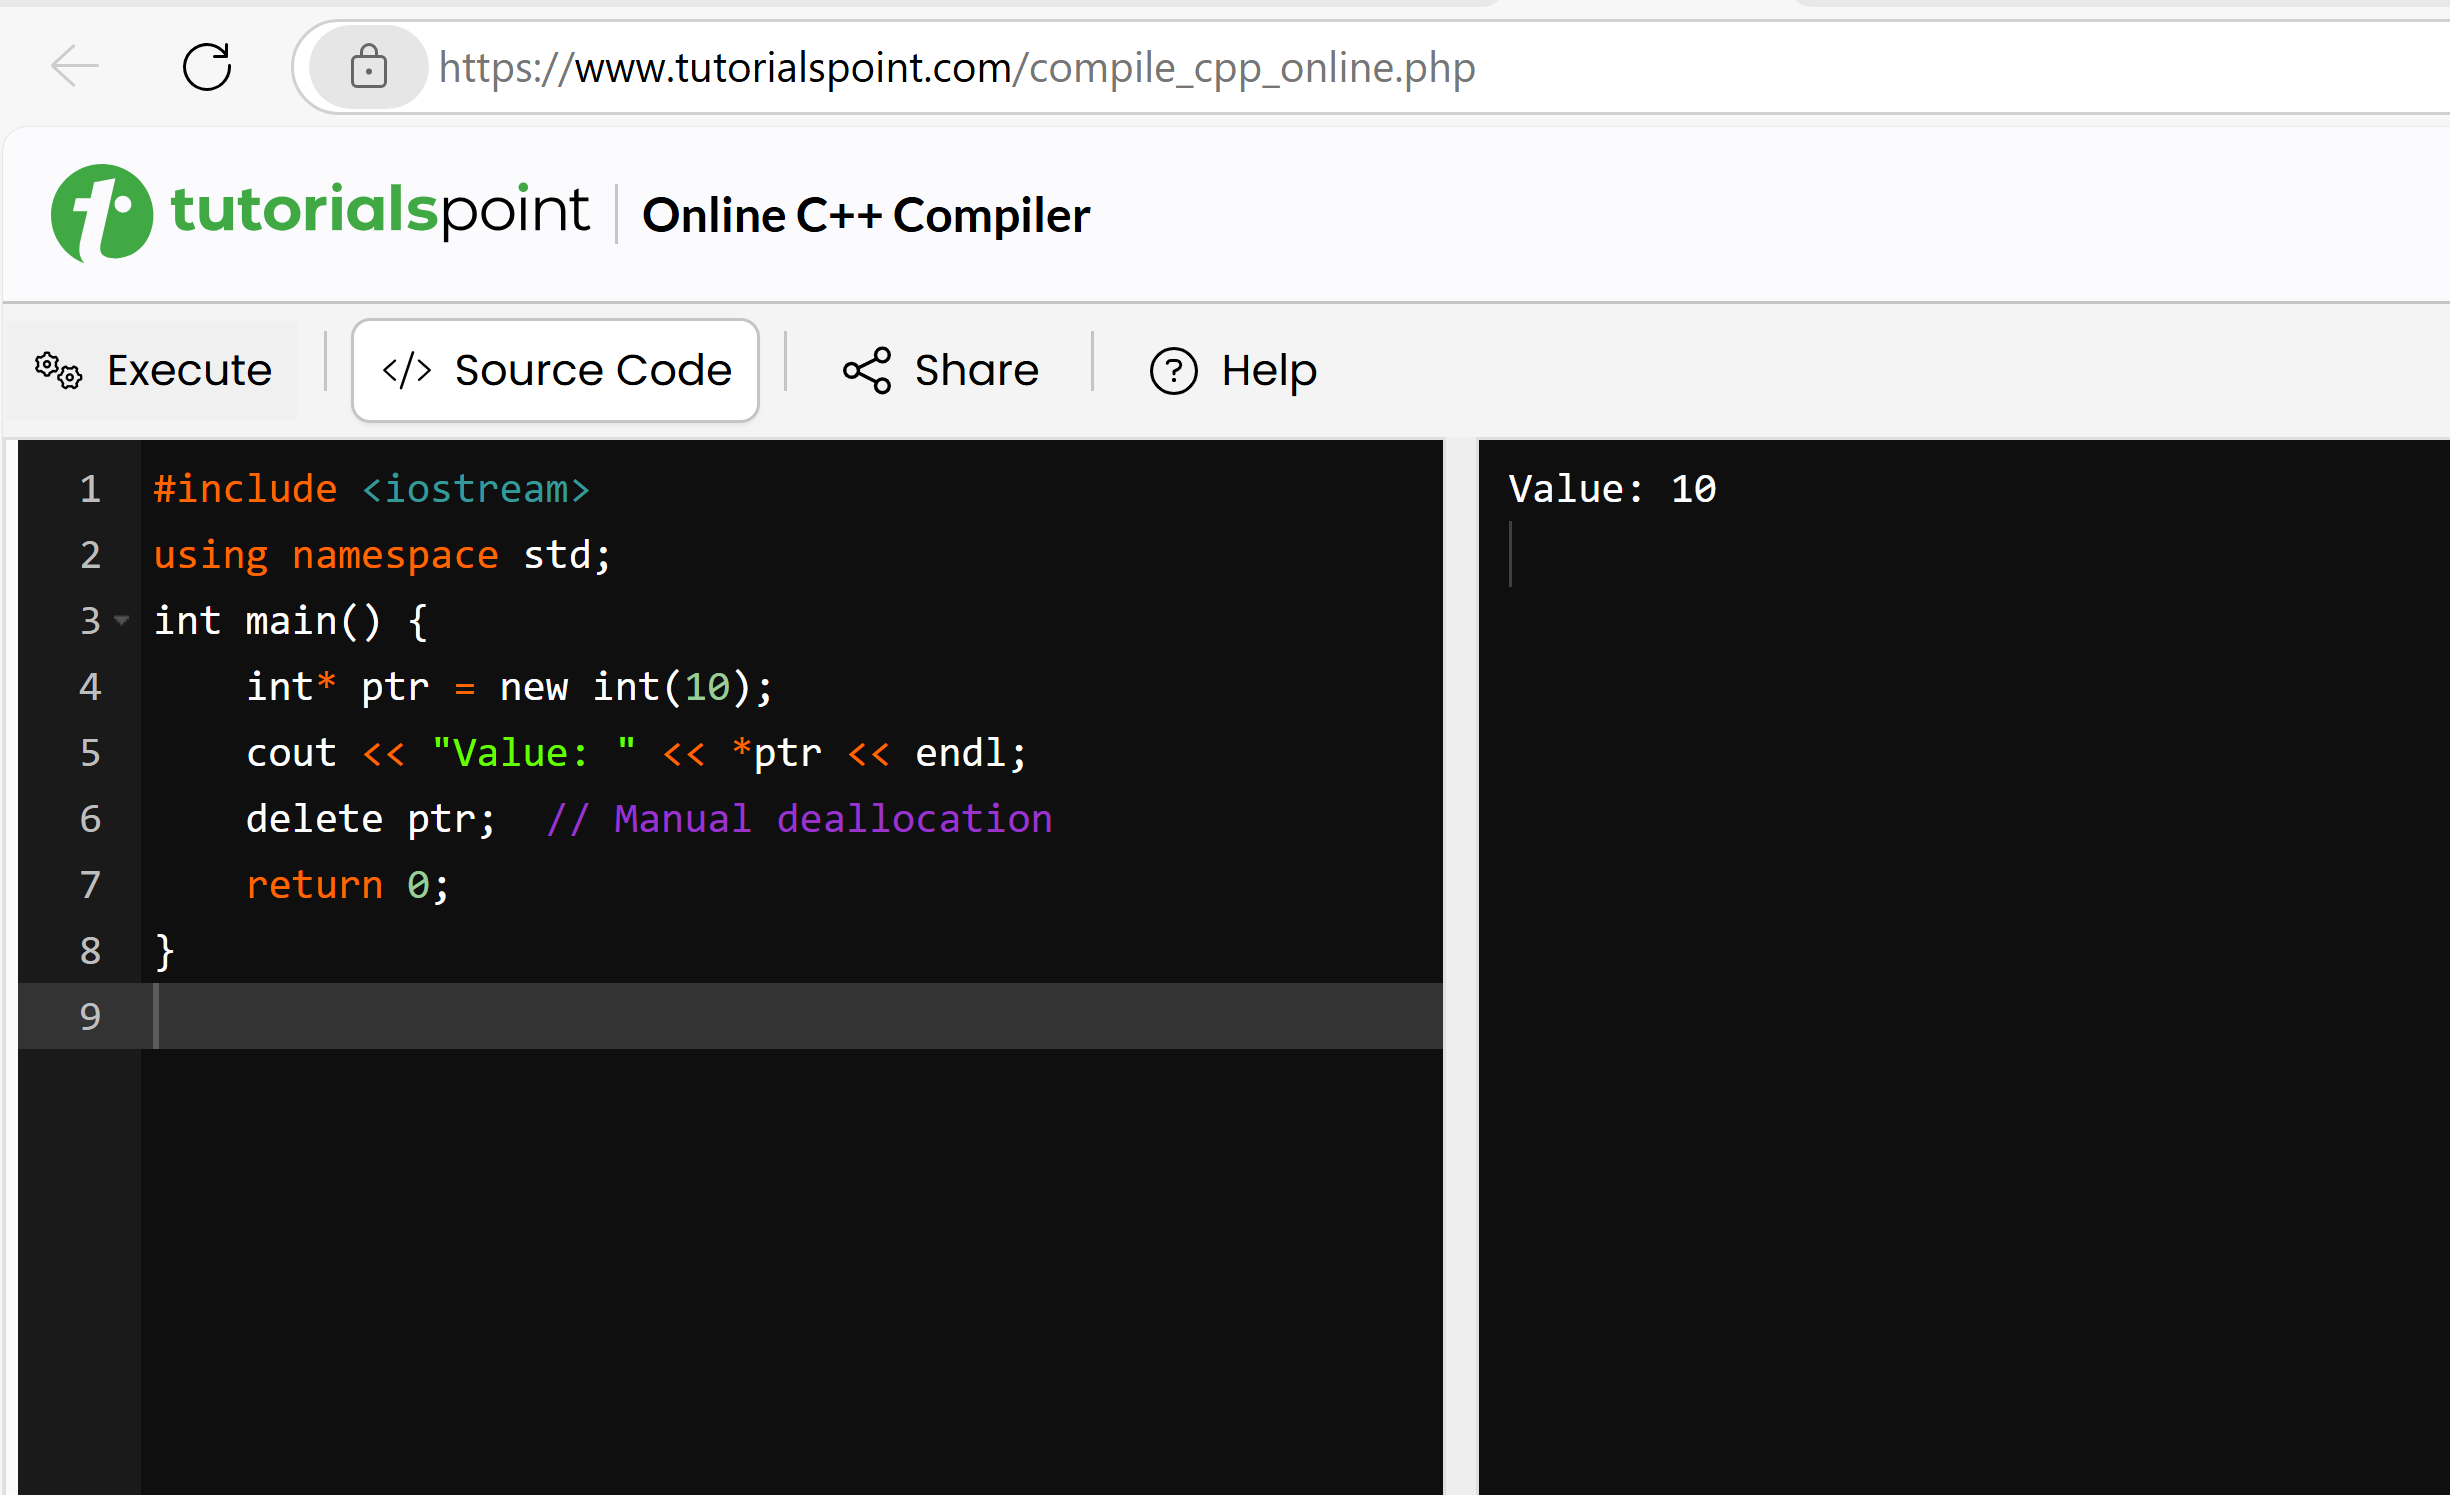 https://www.tutorialspoint.com/compile_cpp_online.php
tutorialspoint Online C++ Compiler
Execute </> Source Code Share ? Help
1 #include <iostream>
2 using namespace std;
3 int main() {
4     int* ptr = new int(10);
5     cout << "Value: " << *ptr << endl;
6     delete ptr;  // Manual deallocation
7     return 0;
8 }
9
Value: 10